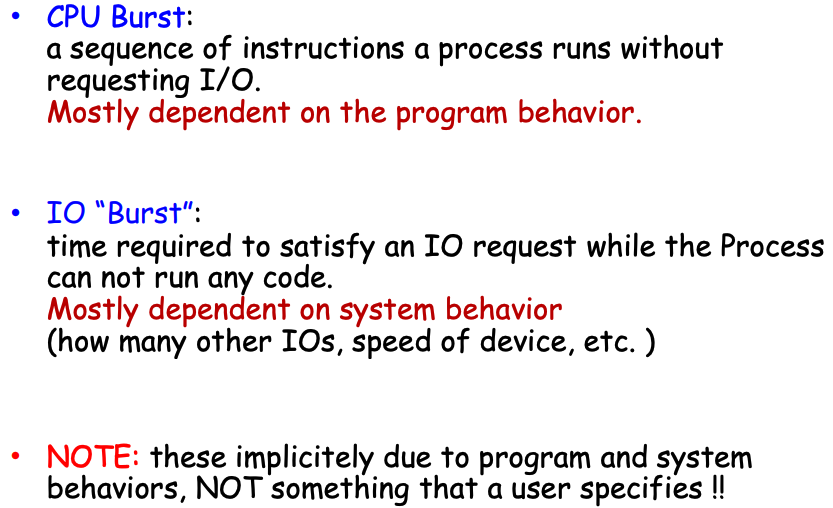 • CPU Burst:
a sequence of instructions a process runs without
requesting I/O.
Mostly dependent on the program behavior.
• IO “Burst”:
time required to satisfy an IO request while the Process
can not run any code.
Mostly dependent on system behavior
(how many other IOs, speed of device, etc. )
• NOTE: these implicitely due to program and system
behaviors, NOT something that a user specifies !!